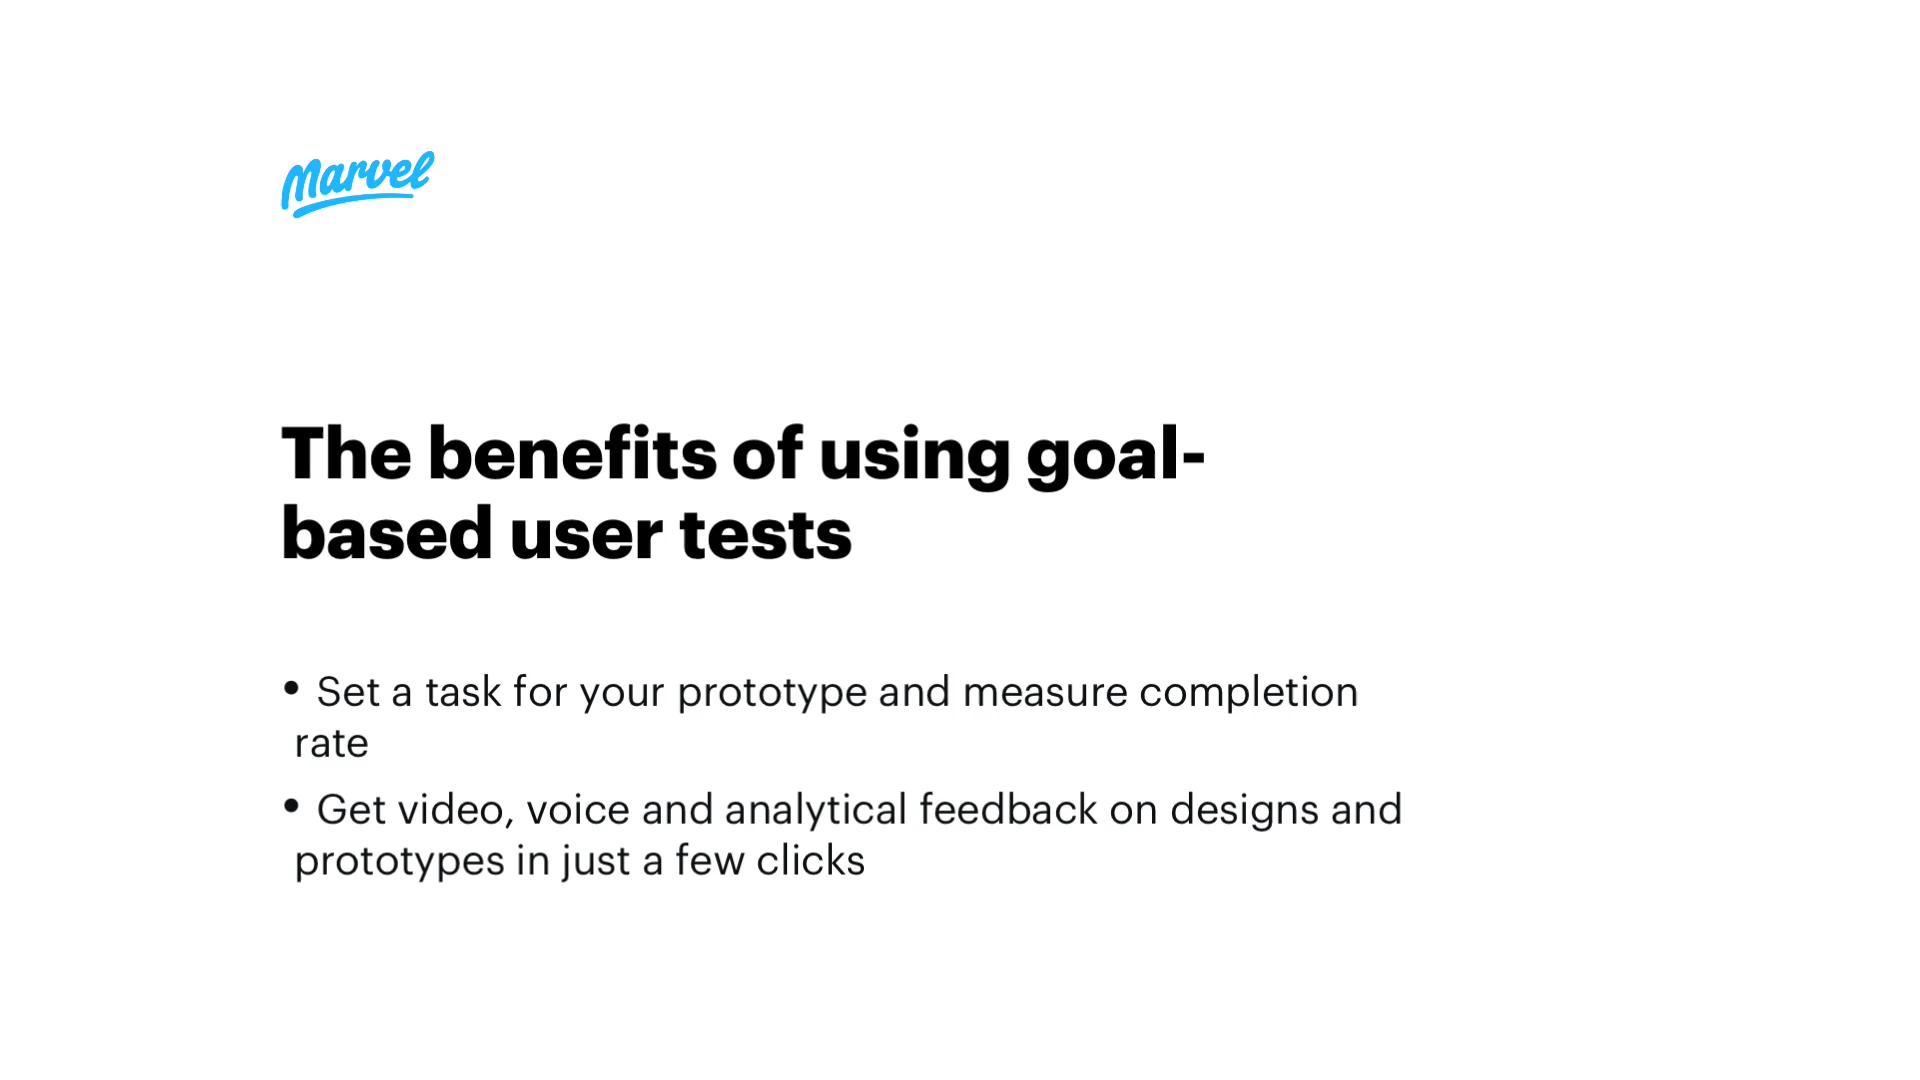 Marvel
The benefits of using goal-
based user tests
• Set a task for your prototype and measure completion
rate
• Get video, voice and analytical feedback on designs and
prototypes in just a few clicks